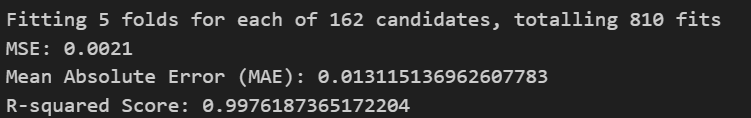 Fitting 5 folds for each of 162 candidates, totalling 810 fits
MSE: 0.0021
Mean Absolute Error (MAE): 0.013115136962607783
R-squared Score: 0.9976187365172204